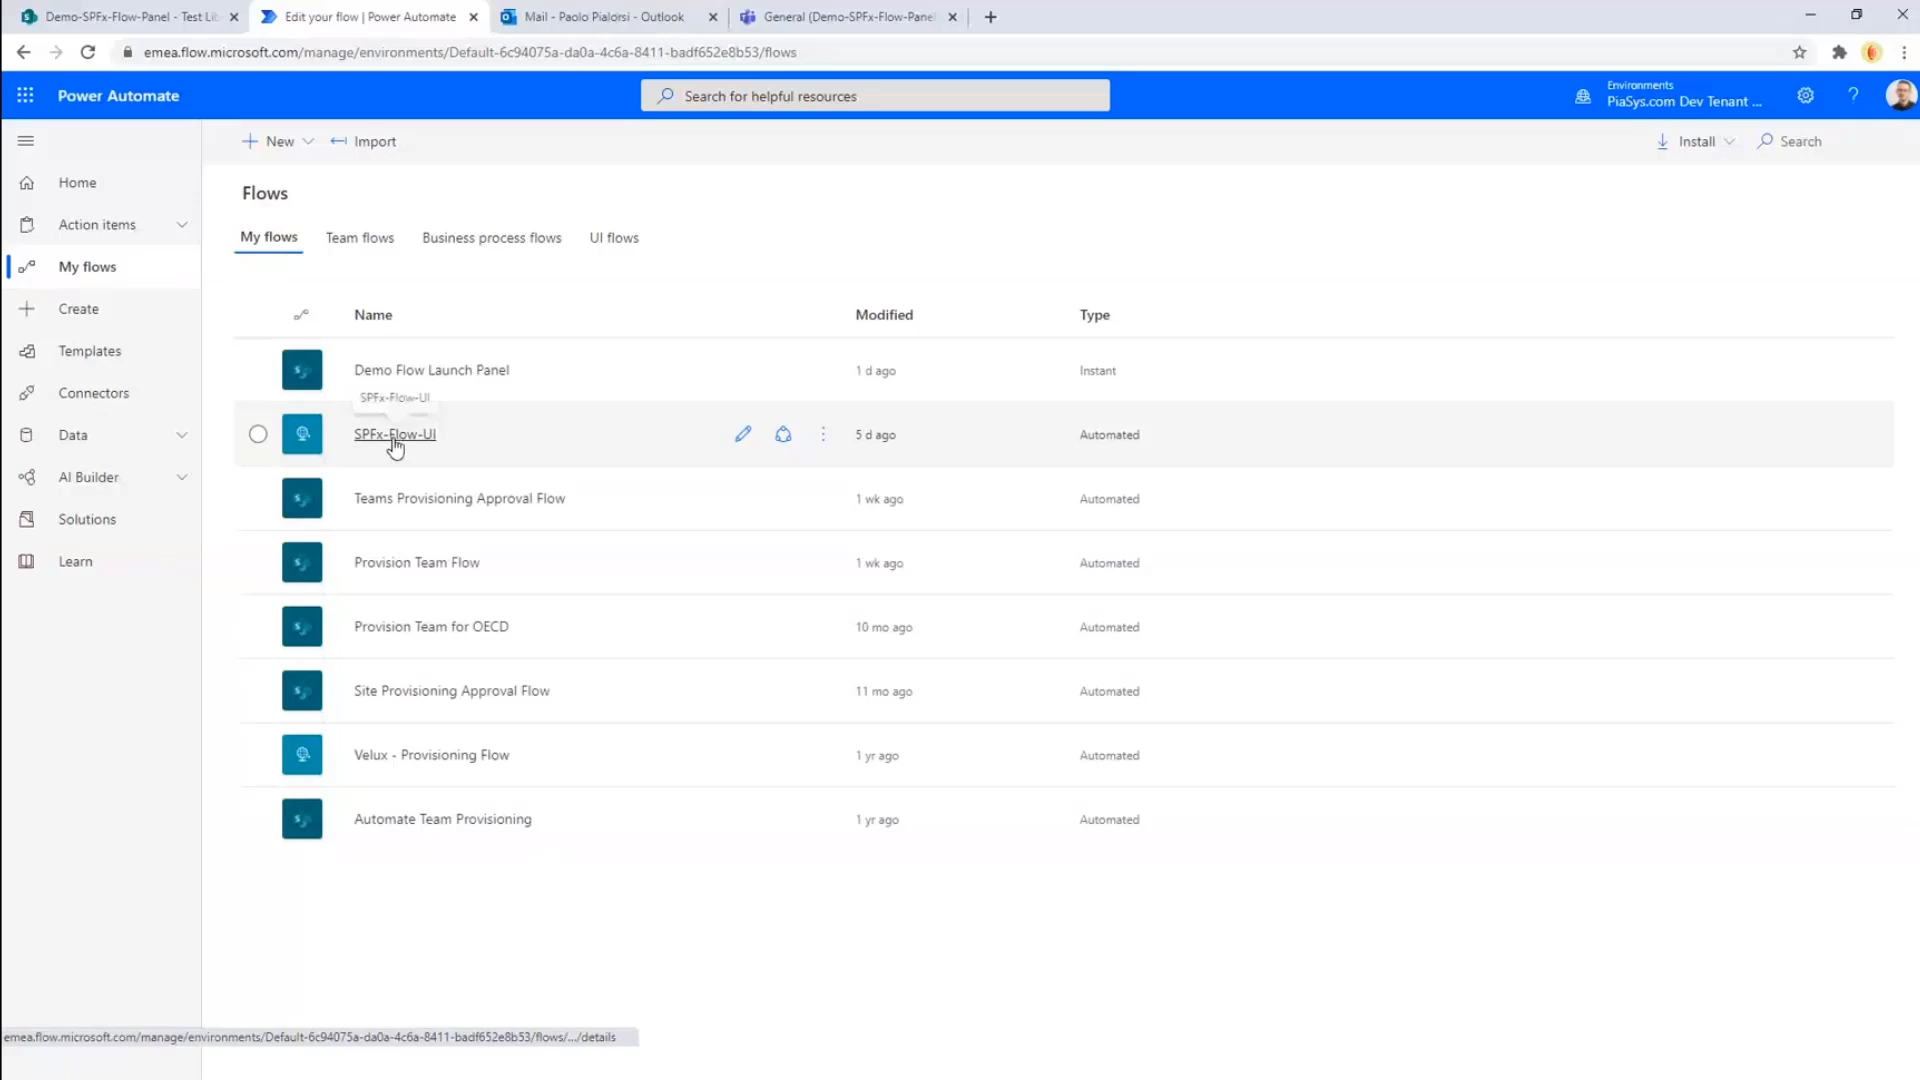 Demo-SPFx-Flow-Panel - Test Lib
Edit your flow | Power Automate
Mail - Paolo Pialorsi - Outlook
General (Demo-SPFx-Flow-Panel
emea.flow.microsoft.com/manage/environments/Default-6c94075a-da0a-4c6a-8411-badf652e8b53/flows
Power Automate
Search for helpful resources
Environments
PiaSys.com Dev Tenant ...
New
Import
Install
Search
Home
Action items
My flows
Create
Templates
Connectors
Data
AI Builder
Solutions
Learn
Flows
My flows Team flows Business process flows UI flows
Name Modified Type
Demo Flow Launch Panel 1 d ago Instant
SPFx-Flow-UI
SPFx-Flow-UI 5 d ago Automated
Teams Provisioning Approval Flow 1 wk ago Automated
Provision Team Flow 1 wk ago Automated
Provision Team for OECD 10 mo ago Automated
Site Provisioning Approval Flow 11 mo ago Automated
Velux - Provisioning Flow 1 yr ago Automated
Automate Team Provisioning 1 yr ago Automated
emea.flow.microsoft.com/manage/environments/Default-6c94075a-da0a-4c6a-8411-badf652e8b53/flows/.../details